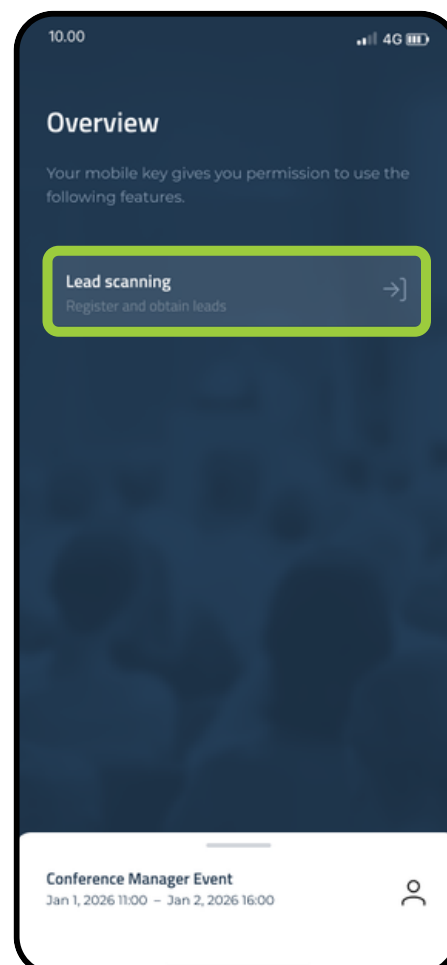 10.00
4G
Overview
Your mobile key gives you permission to use the
following features.
Lead scanning
Register and obtain leads
Conference Manager Event
Jan 1, 2026 11:00 – Jan 2, 2026 16:00